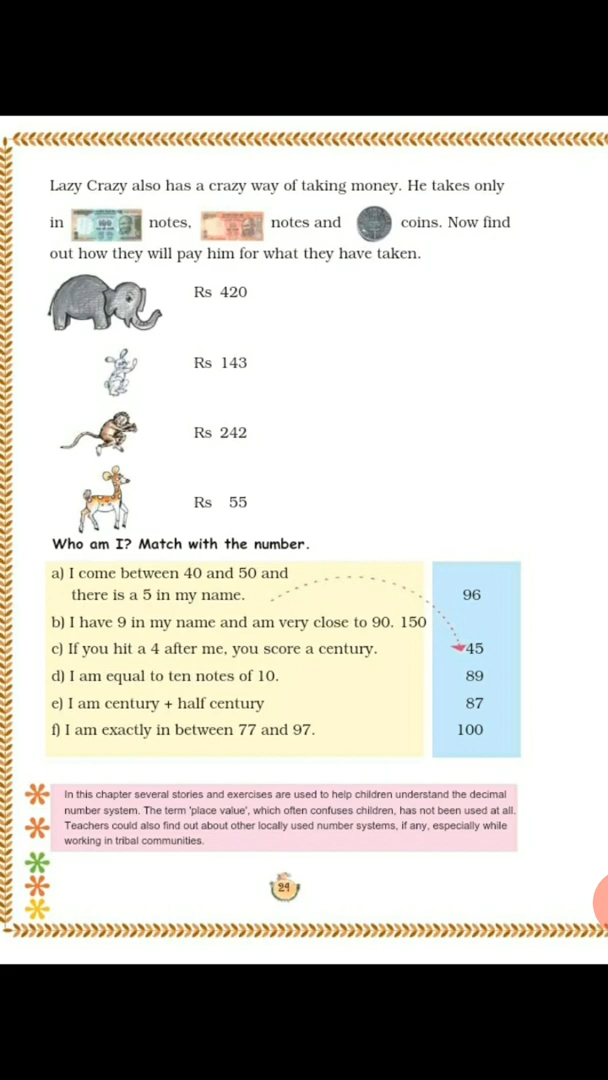 Lazy Crazy also has a crazy way of taking money. He takes only
in notes, notes and coins. Now find
out how they will pay him for what they have taken.
Rs 420
Rs 143
Rs 242
Rs 55
Who am I? Match with the number.
a) I come between 40 and 50 and
there is a 5 in my name. 96
b) I have 9 in my name and am very close to 90. 150
c) If you hit a 4 after me, you score a century. 45
d) I am equal to ten notes of 10. 89
e) I am century + half century 87
f) I am exactly in between 77 and 97. 100
In this chapter several stories and exercises are used to help children understand the decimal
number system. The term 'place value', which often confuses children, has not been used at all.
Teachers could also find out about other locally used number systems, if any, especially while
working in tribal communities.
24